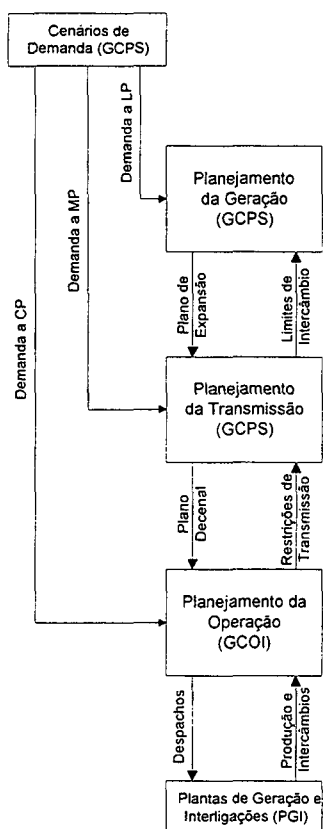 Cenários de
Demanda (GCPS)
Demanda a LP
Demanda a MP
Demanda a CP
Planejamento
da Geração
(GCPS)
Plano de
Expansão
Limites de
Intercâmbio
Planejamento
da Transmissão
(GCPS)
Plano
Decenal
Restrições de
Transmissão
Planejamento da
Operação
(GCOI)
Despachos
Produção e
Intercâmbios
Plantas de Geração e
Interligações (PGI)